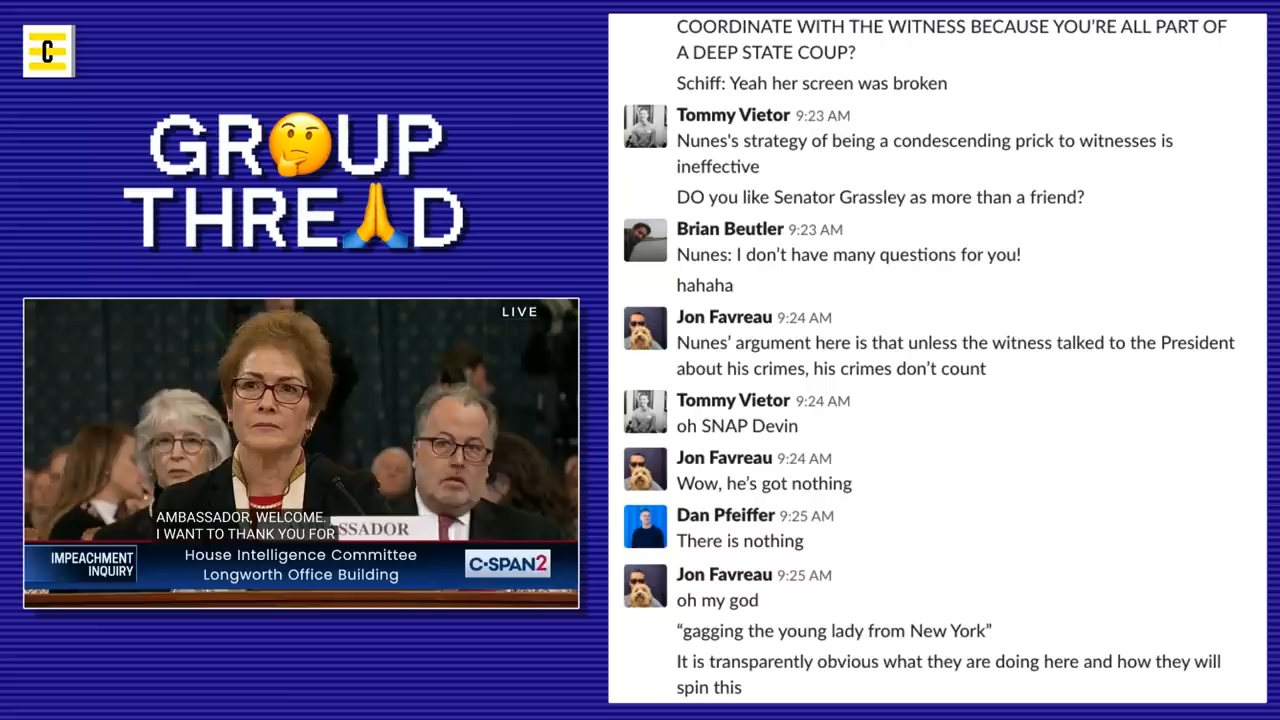 C
GR🤔UP
THRE🙏D
LIVE
AMBASSADOR, WELCOME.
I WANT TO THANK YOU FOR
SSADOR
IMPEACHMENT
INQUIRY
House Intelligence Committee
Longworth Office Building
C-SPAN2
COORDINATE WITH THE WITNESS BECAUSE YOU’RE ALL PART OF
A DEEP STATE COUP?
Schiff: Yeah her screen was broken
Tommy Vietor 9:23 AM
Nunes's strategy of being a condescending prick to witnesses is
ineffective
DO you like Senator Grassley as more than a friend?
Brian Beutler 9:23 AM
Nunes: I don’t have many questions for you!
hahaha
Jon Favreau 9:24 AM
Nunes’ argument here is that unless the witness talked to the President
about his crimes, his crimes don’t count
Tommy Vietor 9:24 AM
oh SNAP Devin
Jon Favreau 9:24 AM
Wow, he’s got nothing
Dan Pfeiffer 9:25 AM
There is nothing
Jon Favreau 9:25 AM
oh my god
“gagging the young lady from New York”
It is transparently obvious what they are doing here and how they will
spin this